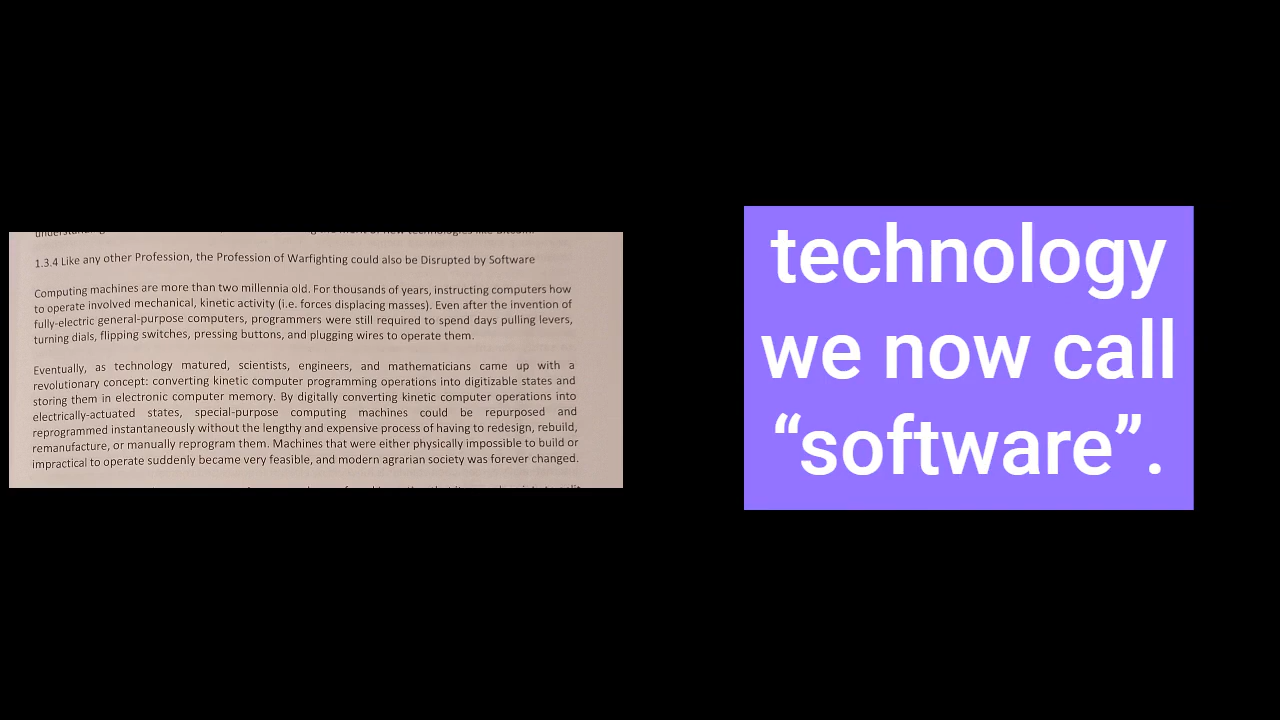 1.3.4 Like any other Profession, the Profession of Warfighting could also be Disrupted by Software
Computing machines are more than two millennia old. For thousands of years, instructing computers how
to operate involved mechanical, kinetic activity (i.e. forces displacing masses). Even after the invention of
fully-electric general-purpose computers, programmers were still required to spend days pulling levers,
turning dials, flipping switches, pressing buttons, and plugging wires to operate them.
Eventually, as technology matured, scientists, engineers, and mathematicians came up with a
revolutionary concept: converting kinetic computer programming operations into digitizable states and
storing them in electronic computer memory. By digitally converting kinetic computer operations into
electrically-actuated states, special-purpose computing machines could be repurposed and
reprogrammed instantaneously without the lengthy and expensive process of having to redesign, rebuild,
remanufacture, or manually reprogram them. Machines that were either physically impossible to build or
impractical to operate suddenly became very feasible, and modern agrarian society was forever changed.
technology
we now call
“software”.